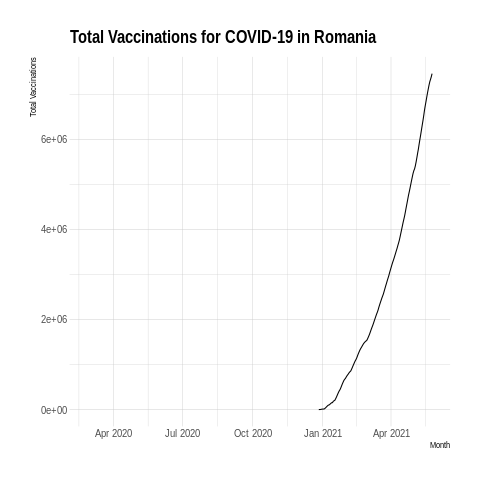 Total Vaccinations for COVID-19 in Romania
Total Vaccinations
6e+06
4e+06
2e+06
0e+00
Apr 2020 Jul 2020 Oct 2020 Jan 2021 Apr 2021
Month